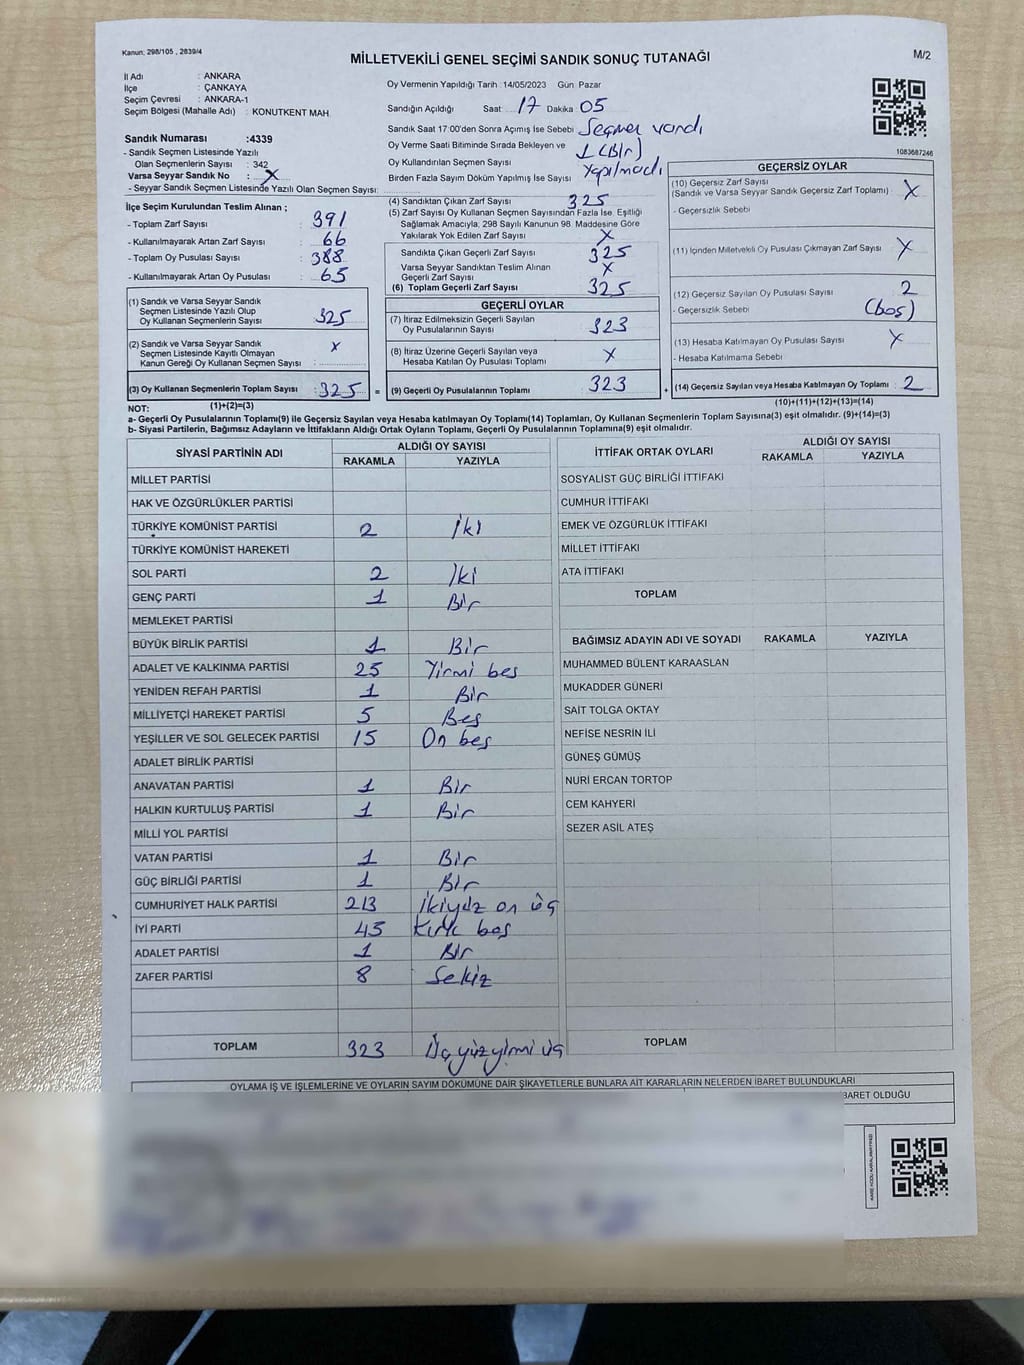 Kanun: 298/105 , 2839/4
M/2
MİLLETVEKİLİ GENEL SEÇİMİ SANDIK SONUÇ TUTANAĞI
İl Adı : ANKARA
İlçe : ÇANKAYA
Seçim Çevresi : ANKARA-1
Seçim Bölgesi (Mahalle Adı) : KONUTKENT MAH.
Sandık Numarası :4339
- Sandık Seçmen Listesinde Yazılı
Olan Seçmenlerin Sayısı : 342
Varsa Seyyar Sandık No : X
- Seyyar Sandık Seçmen Listesinde Yazılı Olan Seçmen Sayısı:
Oy Vermenin Yapıldığı Tarih :14/05/2023 Gün :Pazar
Sandığın Açıldığı Saat: 17 Dakika 05
Sandık Saat 17:00'den Sonra Açımış İse Sebebi Seçmen vardı
Oy Verme Saati Bitiminde Sırada Bekleyen ve 1 (Bir)
Oy Kullandırılan Seçmen Sayısı
Birden Fazla Sayım Döküm Yapılmış İse Sayısı Yapılmadı
1083687246
İlçe Seçim Kurulundan Teslim Alınan ;
- Toplam Zarf Sayısı : 391
- Kullanılmayarak Artan Zarf Sayısı : 66
- Toplam Oy Pusulası Sayısı : 388
- Kullanılmayarak Artan Oy Pusulası : 65
(4) Sandıktan Çıkan Zarf Sayısı 325
(5) Zarf Sayısı Oy Kullanan Seçmen Sayısından Fazla İse, Eşitliği
Sağlamak Amacıyla, 298 Sayılı Kanunun 98. Maddesine Göre
Yakılarak Yok Edilen Zarf Sayısı X
Sandıkta Çıkan Geçerli Zarf Sayısı 325
Varsa Seyyar Sandıktan Teslim Alınan X
Geçerli Zarf Sayısı
(6) Toplam Geçerli Zarf Sayısı 325
GEÇERSİZ OYLAR
(10) Geçersiz Zarf Sayısı
(Sandık ve Varsa Seyyar Sandık Geçersiz Zarf Toplamı) : X
- Geçersizlik Sebebi
(11) İçinden Milletvekili Oy Pusulası Çıkmayan Zarf Sayısı X
(12) Geçersiz Sayılan Oy Pusulası Sayısı 2
- Geçersizlik Sebebi (boş)
(13) Hesaba Katılmayan Oy Pusulası Sayısı X
- Hesaba Katılmama Sebebi
(14) Geçersiz Sayılan veya Hesaba Katılmayan Oy Toplamı : 2
(10)+(11)+(12)+(13)=(14)
(1) Sandık ve Varsa Seyyar Sandık
Seçmen Listesinde Yazılı Olup
Oy Kullanan Seçmenlerin Sayısı : 325
(2) Sandık ve Varsa Seyyar Sandık
Seçmen Listesinde Kayıtlı Olmayan
Kanun Gereği Oy Kullanan Seçmen Sayısı : X
(3) Oy Kullanan Seçmenlerin Toplam Sayısı : 325 =
(1)+(2)=(3)
GEÇERLİ OYLAR
(7) İtiraz Edilmeksizin Geçerli Sayılan
Oy Pusulalarının Sayısı 323
(8) İtiraz Üzerine Geçerli Sayılan veya
Hesaba Katılan Oy Pusulası Toplamı X
(9) Geçerli Oy Pusulalarının Toplamı 323 +
NOT:
a- Geçerli Oy Pusulalarının Toplamı(9) ile Geçersiz Sayılan veya Hesaba katılmayan Oy Toplamı(14) Toplamları, Oy Kullanan Seçmenlerin Toplam Sayısına(3) eşit olmalıdır. (9)+(14)=(3)
b- Siyasi Partilerin, Bağımsız Adayların ve İttifakların Aldığı Ortak Oyların Toplamı, Geçerli Oy Pusulalarının Toplamına(9) eşit olmalıdır.
SİYASİ PARTİNİN ADI ALDIĞI OY SAYISI
RAKAMLA YAZIYLA
MİLLET PARTİSİ
HAK VE ÖZGÜRLÜKLER PARTİSİ
TÜRKİYE KOMÜNİST PARTİSİ 2 İki
TÜRKİYE KOMÜNİST HAREKETİ
SOL PARTİ 2 İki
GENÇ PARTİ 1 Bir
MEMLEKET PARTİSİ
BÜYÜK BİRLİK PARTİSİ 1 Bir
ADALET VE KALKINMA PARTİSİ 25 Yirmi beş
YENİDEN REFAH PARTİSİ 1 Bir
MİLLİYETÇİ HAREKET PARTİSİ 5 Beş
YEŞİLLER VE SOL GELECEK PARTİSİ 15 On beş
ADALET BİRLİK PARTİSİ
ANAVATAN PARTİSİ 1 Bir
HALKIN KURTULUŞ PARTİSİ 1 Bir
MİLLİ YOL PARTİSİ
VATAN PARTİSİ 1 Bir
GÜÇ BİRLİĞİ PARTİSİ 1 Bir
CUMHURİYET HALK PARTİSİ 213 İkiyüz on üç
İYİ PARTİ 45 Kırk beş
ADALET PARTİSİ 1 Bir
ZAFER PARTİSİ 8 Sekiz
TOPLAM 323 Üç yüz yirmi üç
İTTİFAK ORTAK OYLARI ALDIĞI OY SAYISI
RAKAMLA YAZIYLA
SOSYALİST GÜÇ BİRLİĞİ İTTİFAKI
CUMHUR İTTİFAKI
EMEK VE ÖZGÜRLÜK İTTİFAKI
MİLLET İTTİFAKI
ATA İTTİFAKI
TOPLAM
BAĞIMSIZ ADAYIN ADI VE SOYADI RAKAMLA YAZIYLA
MUHAMMED BÜLENT KARAASLAN
MUKADDER GÜNERİ
SAİT TOLGA OKTAY
NEFİSE NESRİN İLİ
GÜNEŞ GÜMÜŞ
NURİ ERCAN TORTOP
CEM KAHYERİ
SEZER ASİL ATEŞ
TOPLAM
OYLAMA İŞ VE İŞLEMLERİNE VE OYLARIN SAYIM DÖKÜMÜNE DAİR ŞİKAYETLERLE BUNLARA AİT KARARLARIN NELERDEN İBARET BULUNDUKLARI
BARET OLDUĞU
KARE KODU KARALAMAYINIZ!